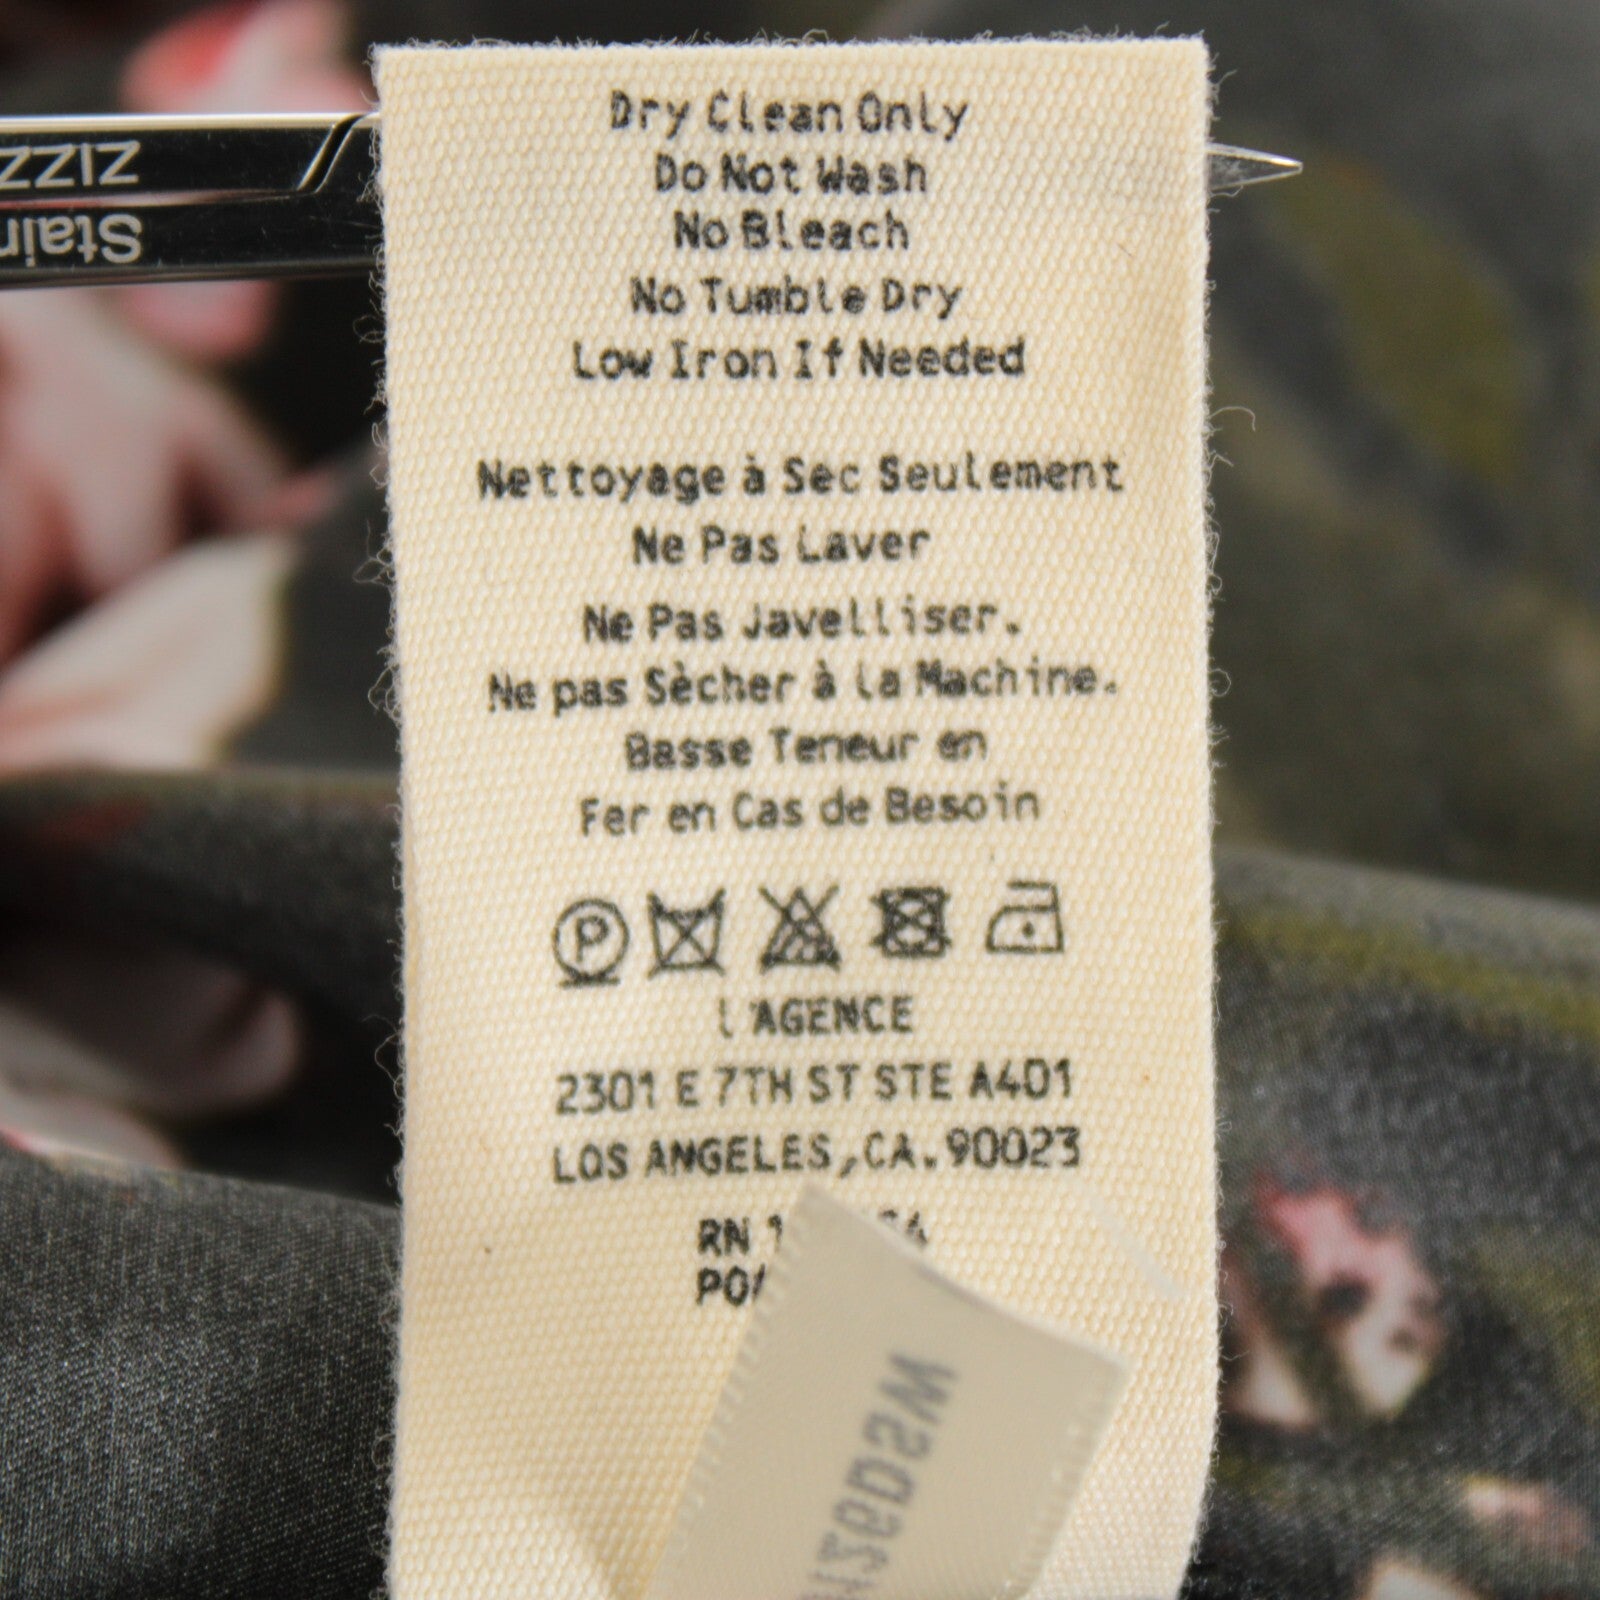 Dry Clean Only
Do Not Wash
No Bleach
No Tumble Dry
Low Iron If Needed
Nettoyage à Sec Seulement
Ne Pas Laver
Ne Pas Javelliser.
Ne pas Sècher à la Machine.
Basse Teneur en
Fer en Cas de Besoin
P
L'AGENCE
2301 E 7TH ST STE A401
LOS ANGELES,CA.90023
RN
ZIZZ